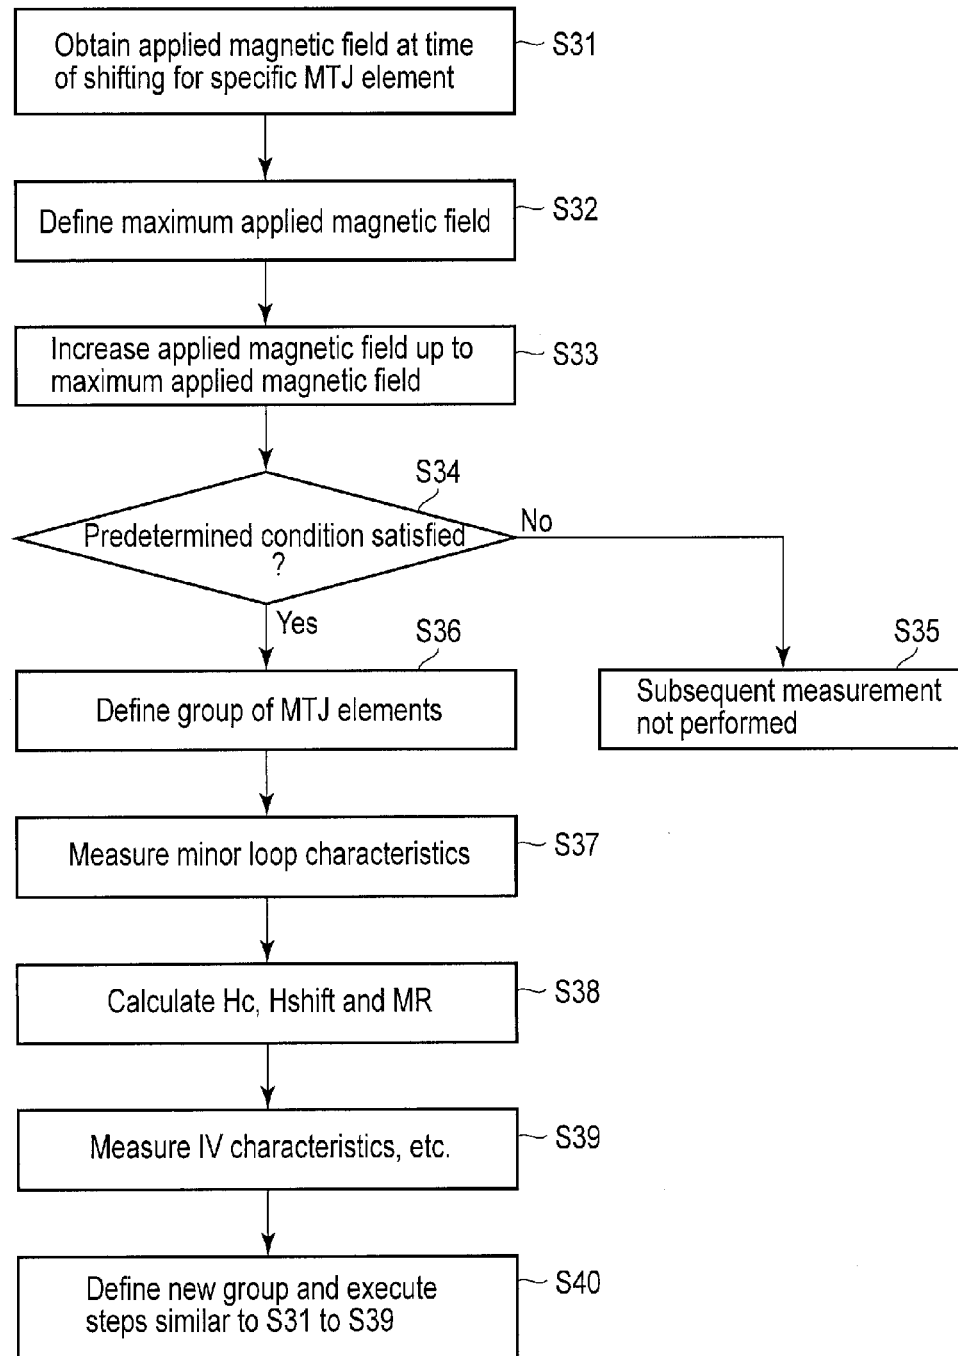 Obtain applied magnetic field at time
of shifting for specific MTJ element
S31
Define maximum applied magnetic field
S32
Increase applied magnetic field up to
maximum applied magnetic field
S33
S34
Predetermined condition satisfied
?
No
Yes
S36
Define group of MTJ elements
S35
Subsequent measurement
not performed
Measure minor loop characteristics
S37
Calculate Hc, Hshift and MR
S38
Measure IV characteristics, etc.
S39
Define new group and execute
steps similar to S31 to S39
S40